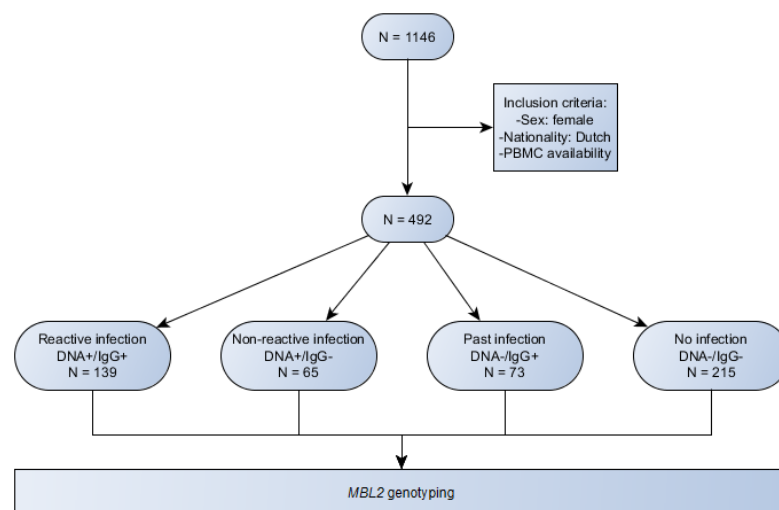 N = 1146
Inclusion criteria:
-Sex: female
-Nationality: Dutch
-PBMC availability
N = 492
Reactive infection
DNA+/IgG+
N = 139
Non-reactive infection
DNA+/IgG-
N = 65
Past infection
DNA-/IgG+
N = 73
No infection
DNA-/IgG-
N = 215
MBL2 genotyping